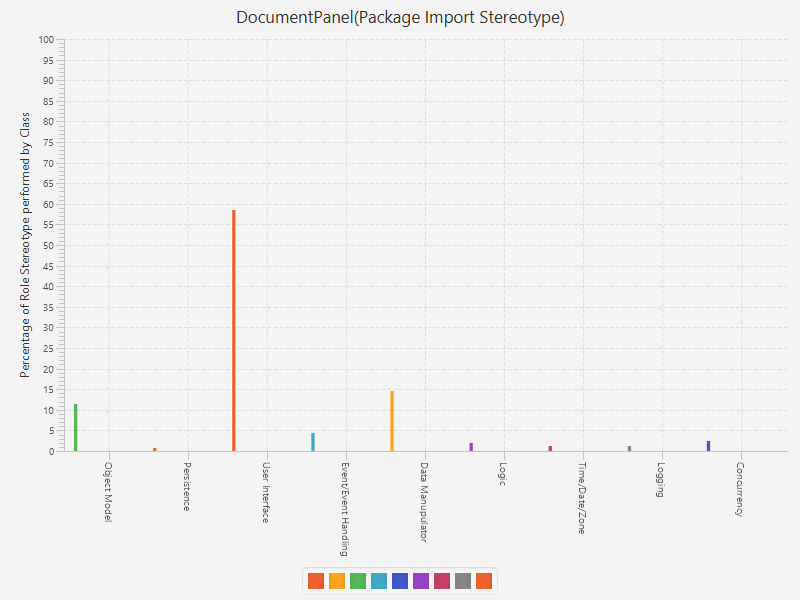 DocumentPanel(Package Import Stereotype)
Percentage of Role Stereotype performed by Class
100
95
90
85
80
75
70
65
60
55
50
45
40
35
30
25
20
15
10
5
0
Object Model
Persistence
User Interface
Event/Event Handling
Data Manupulator
Logic
Time/Date/Zone
Logging
Concurrency